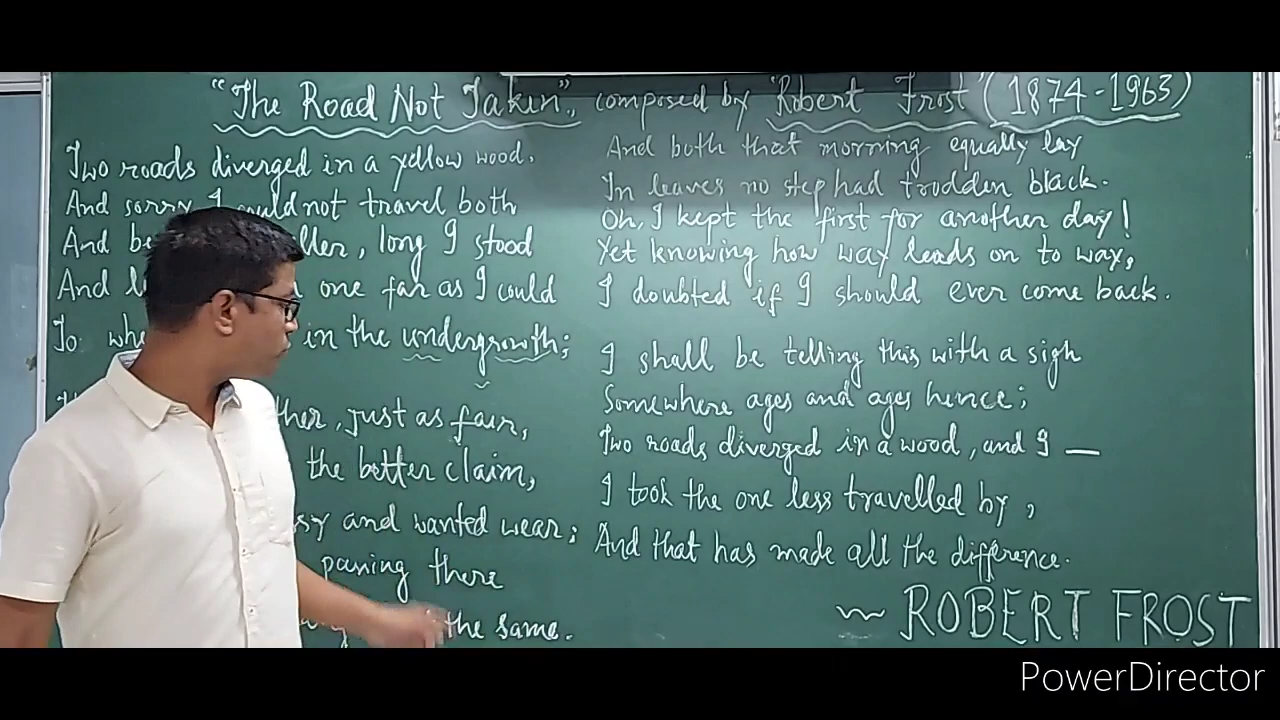 "The Road Not Taken", composed by "Robert Frost" (1874-1963)
Two roads diverged in a yellow wood.
And sorry I could not travel both
And be ller, long I stood
And l one far as I could
To whe in the undergrowth;
ther, just as fair,
the better claim,
ssy and wanted wear;
passing there
the same.
And both that morning equally lay
In leaves no step had trodden black.
Oh, I kept the first for another day!
Yet knowing how way leads on to way,
I doubted if I should ever come back.
I shall be telling this with a sigh
Somewhere ages and ages hence;
Two roads diverged in a wood, and I —
I took the one less travelled by,
And that has made all the difference.
~ ROBERT FROST
PowerDirector